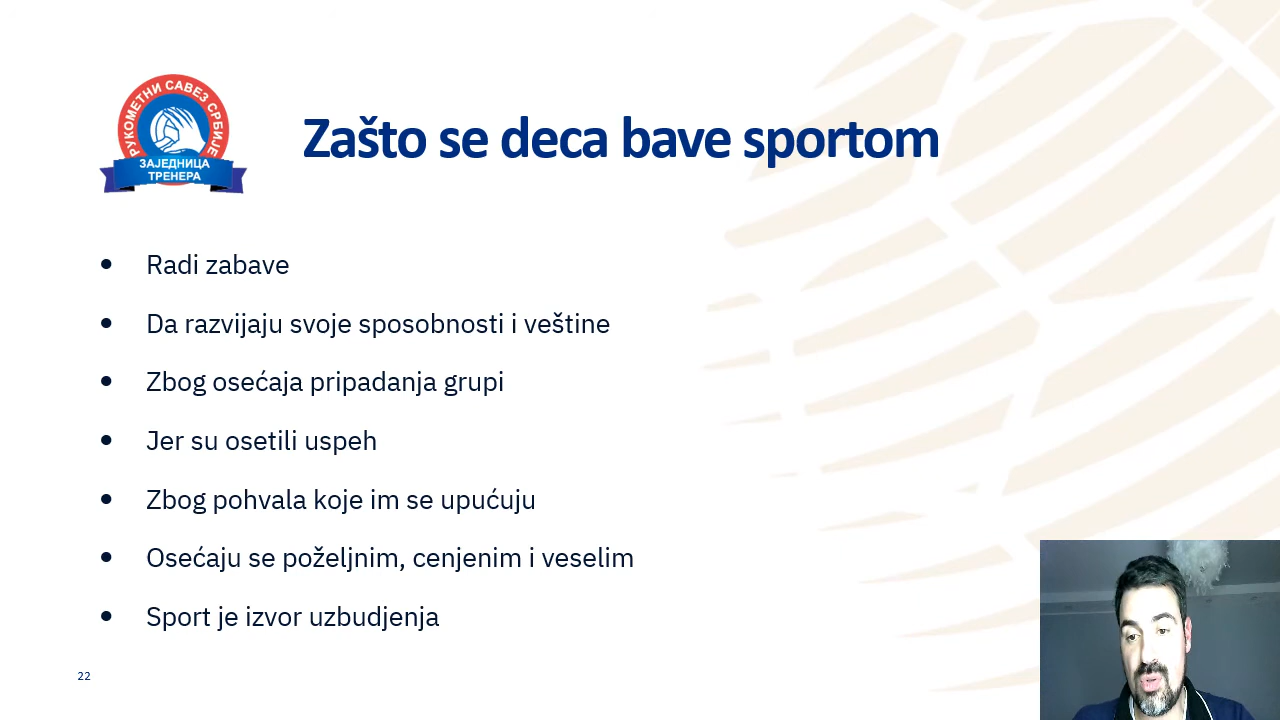 РУКОМЕТНИ САВЕЗ СРБИЈЕ
ЗАЈЕДНИЦА
ТРЕНЕРА
Zašto se deca bave sportom
• Radi zabave
• Da razvijaju svoje sposobnosti i veštine
• Zbog osećaja pripadanja grupi
• Jer su osetili uspeh
• Zbog pohvala koje im se upućuju
• Osećaju se poželjnim, cenjenim i veselim
• Sport je izvor uzbudjenja
22